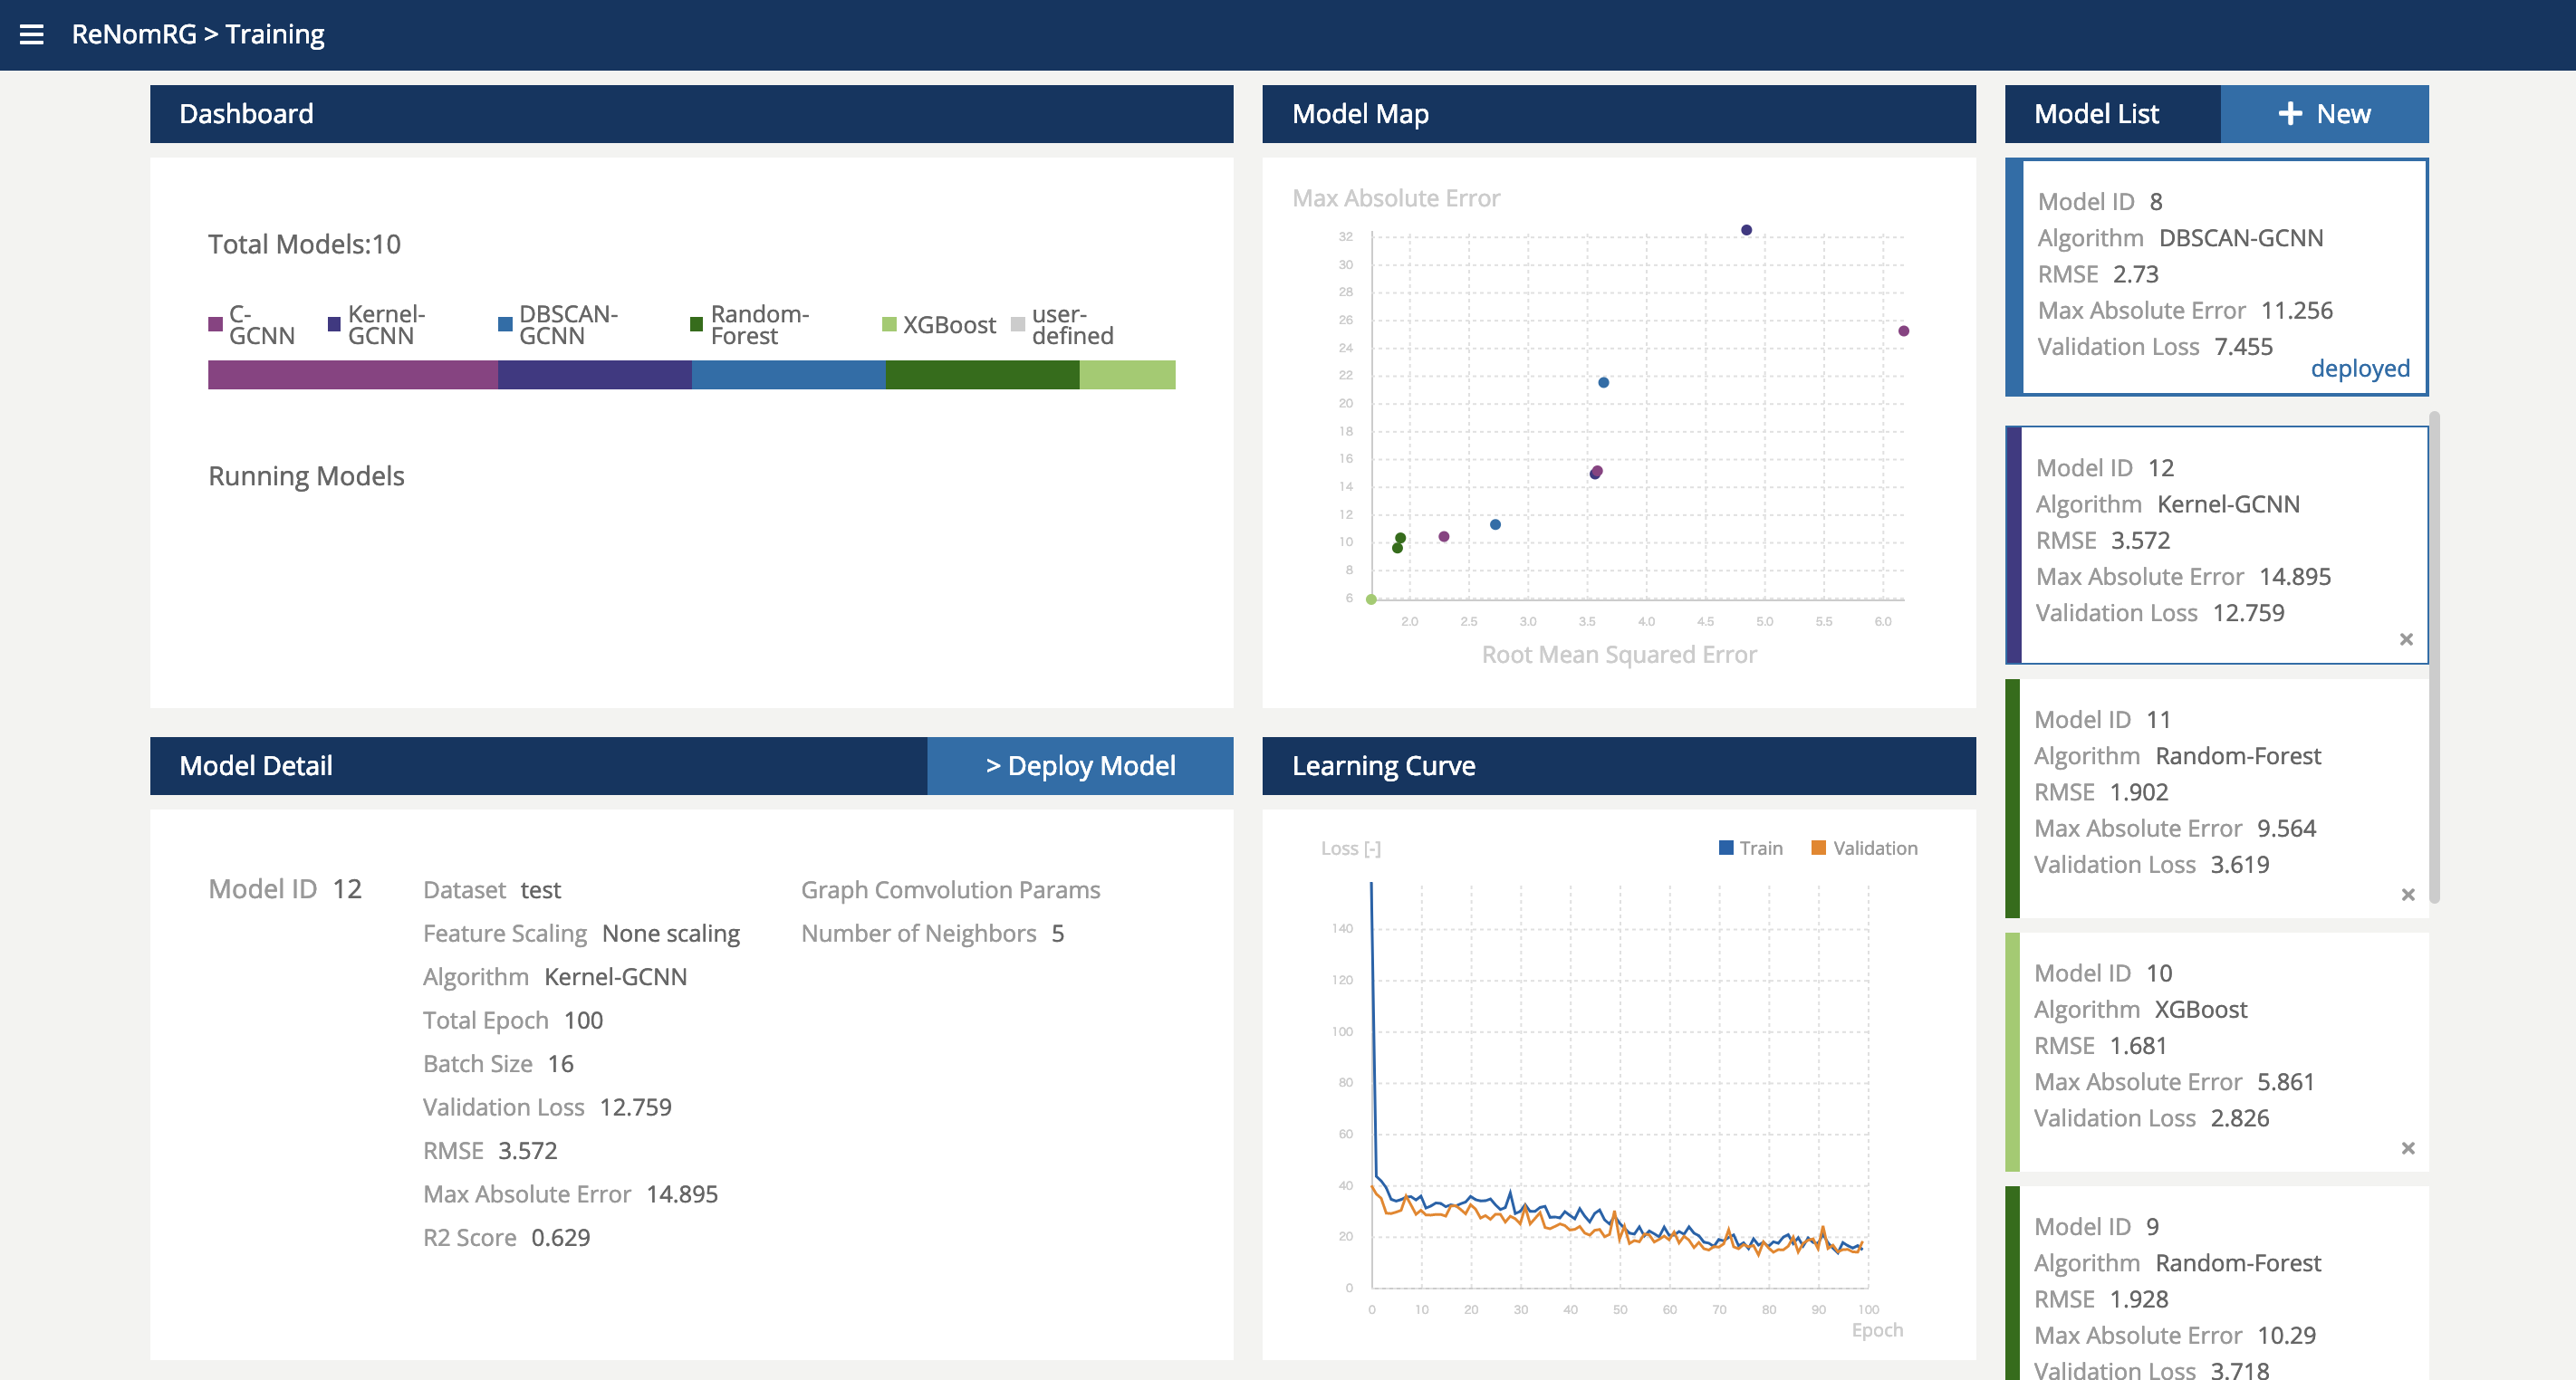 ReNomRG > Training
Dashboard
Total Models:10
C-GCNN
Kernel-GCNN
DBSCAN-GCNN
Random-Forest
XGBoost
user-defined
Running Models
Model Map
Max Absolute Error
32
30
28
26
24
22
20
18
16
14
12
10
8
6
2.0 2.5 3.0 3.5 4.0 4.5 5.0 5.5 6.0
Root Mean Squared Error
Model Detail
> Deploy Model
Model ID 12
Dataset test
Feature Scaling None scaling
Algorithm Kernel-GCNN
Total Epoch 100
Batch Size 16
Validation Loss 12.759
RMSE 3.572
Max Absolute Error 14.895
R2 Score 0.629
Graph Comvolution Params
Number of Neighbors 5
Learning Curve
Loss [-]
Train
Validation
140
120
100
80
60
40
20
0
0 10 20 30 40 50 60 70 80 90 100
Epoch
Model List
+ New
Model ID 8
Algorithm DBSCAN-GCNN
RMSE 2.73
Max Absolute Error 11.256
Validation Loss 7.455
deployed
Model ID 12
Algorithm Kernel-GCNN
RMSE 3.572
Max Absolute Error 14.895
Validation Loss 12.759
Model ID 11
Algorithm Random-Forest
RMSE 1.902
Max Absolute Error 9.564
Validation Loss 3.619
Model ID 10
Algorithm XGBoost
RMSE 1.681
Max Absolute Error 5.861
Validation Loss 2.826
Model ID 9
Algorithm Random-Forest
RMSE 1.928
Max Absolute Error 10.29
Validation Loss 3.718